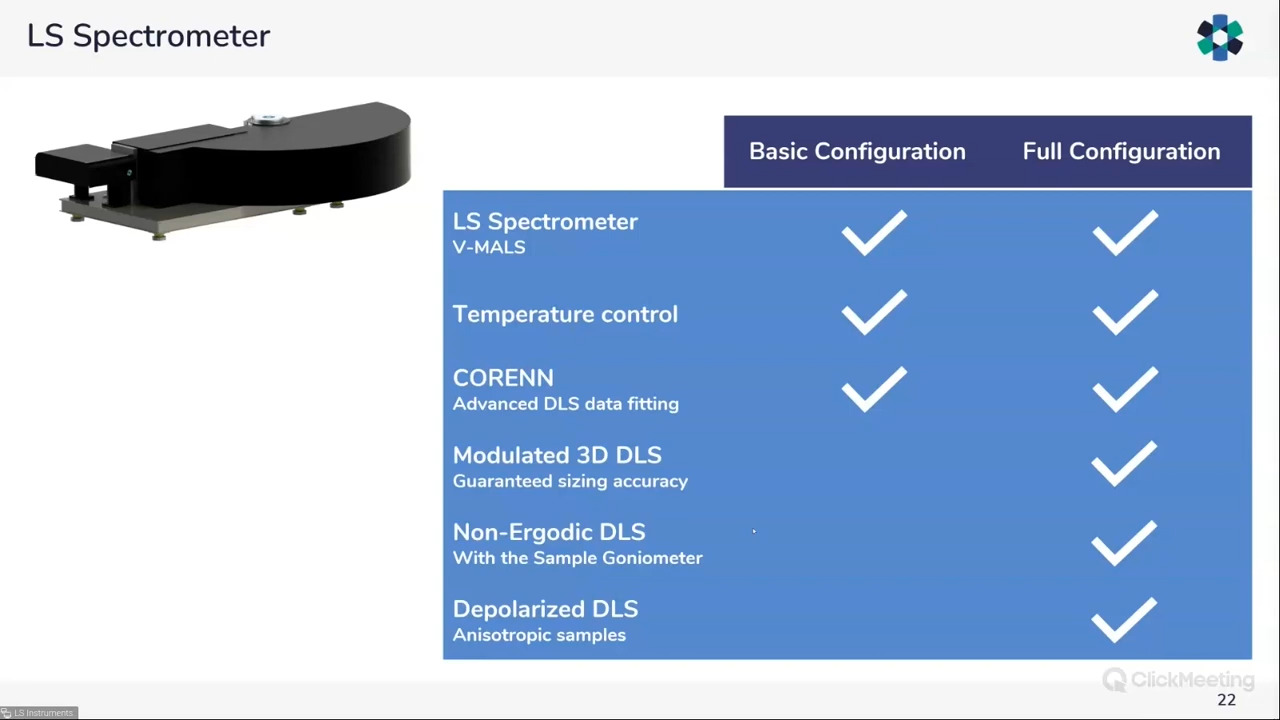 LS Spectrometer
Basic Configuration
Full Configuration
LS Spectrometer
V-MALS
Temperature control
CORENN
Advanced DLS data fitting
Modulated 3D DLS
Guaranteed sizing accuracy
Non-Ergodic DLS
With the Sample Goniometer
Depolarized DLS
Anisotropic samples
ClickMeeting
22
LS Instruments